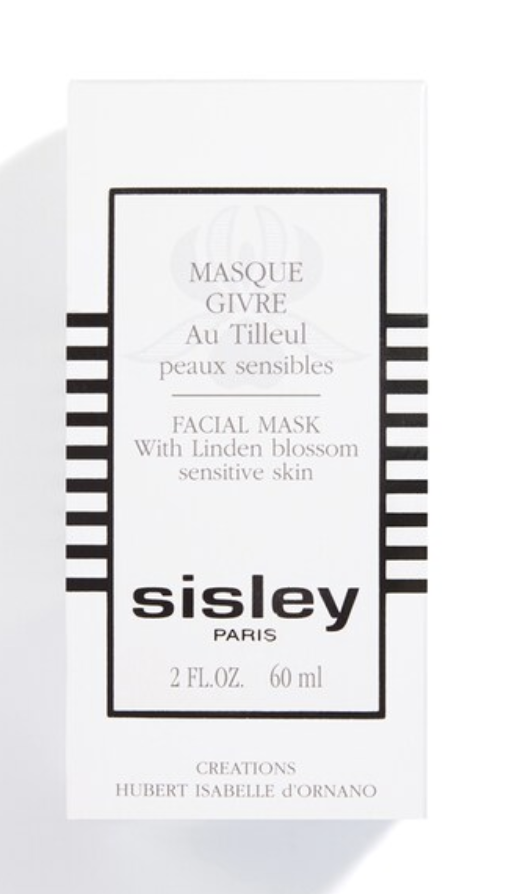 MASQUE
GIVRE
Au Tilleul
peaux sensibles
FACIAL MASK
With Linden blossom
sensitive skin
sisley
PARIS
2 FL.OZ. 60 ml
CREATIONS
HUBERT ISABELLE d'ORNANO